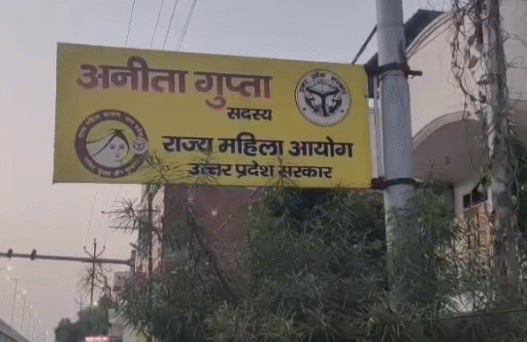 अनीता गुप्ता
सदस्य
राज्य महिला आयोग
उत्तर प्रदेश सरकार